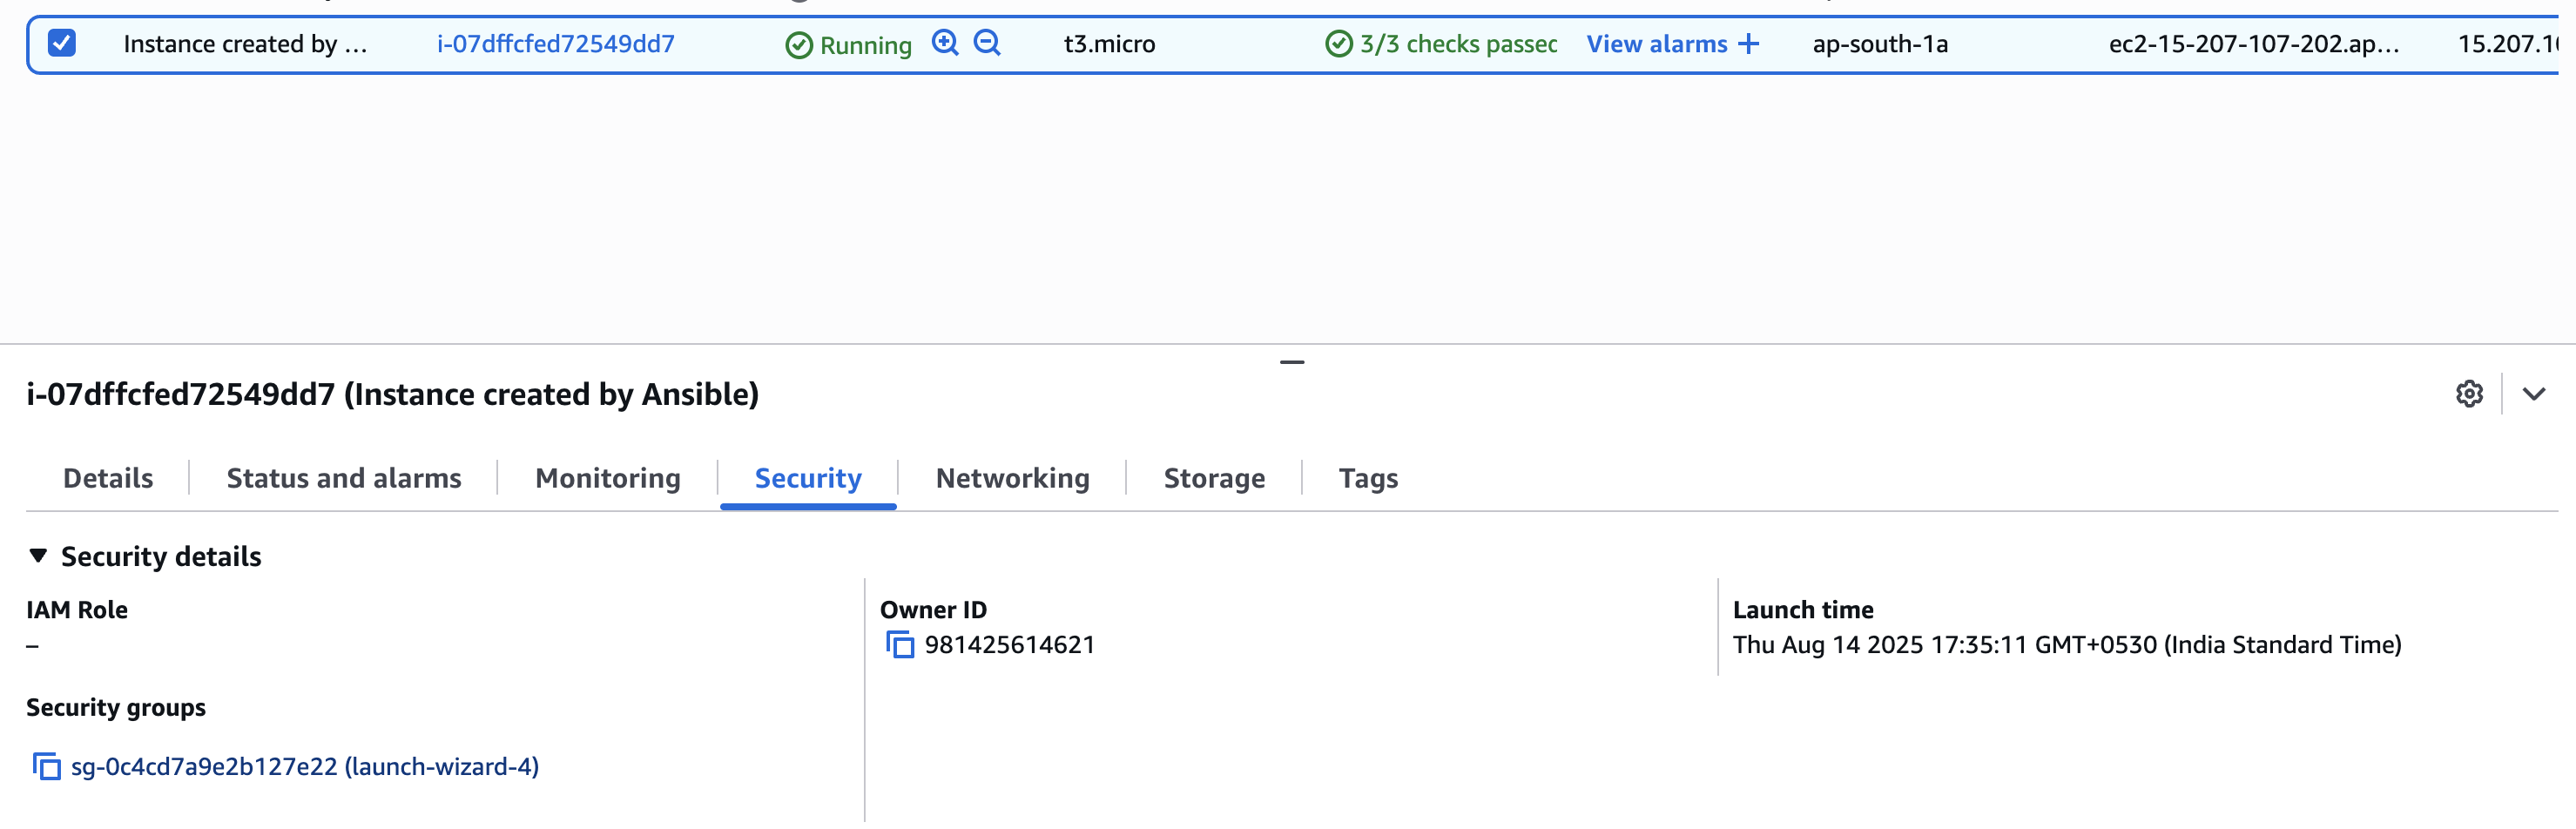 Instance created by ... i-07dffcfed72549dd7 Running t3.micro 3/3 checks passec View alarms + ap-south-1a ec2-15-207-107-202.ap... 15.207.1
i-07dffcfed72549dd7 (Instance created by Ansible)
Details Status and alarms Monitoring Security Networking Storage Tags
Security details
IAM Role Owner ID Launch time
– 981425614621 Thu Aug 14 2025 17:35:11 GMT+0530 (India Standard Time)
Security groups
sg-0c4cd7a9e2b127e22 (launch-wizard-4)